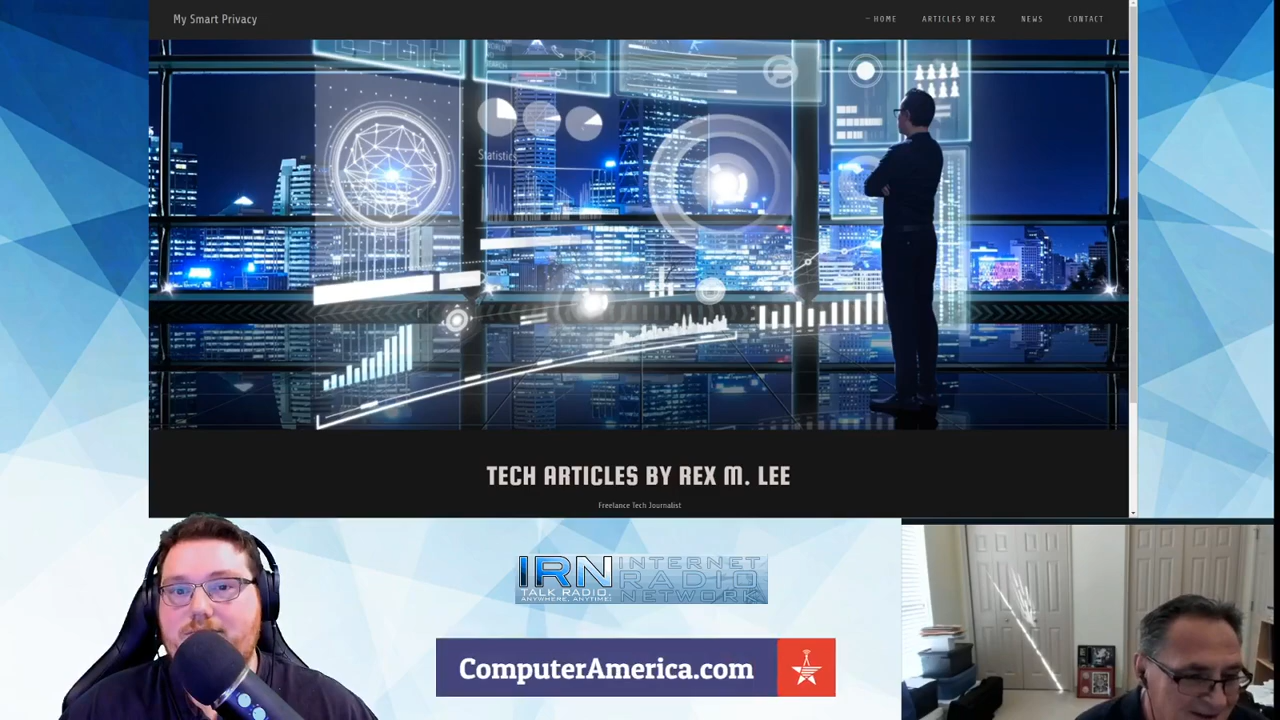 My Smart Privacy
– HOME
ARTICLES BY REX
NEWS
CONTACT
Statistics
TECH ARTICLES BY REX M. LEE
Freelance Tech Journalist
IRN INTERNET
RADIO
NETWORK
TALK RADIO.
ANYWHERE. ANYTIME.
ComputerAmerica.com